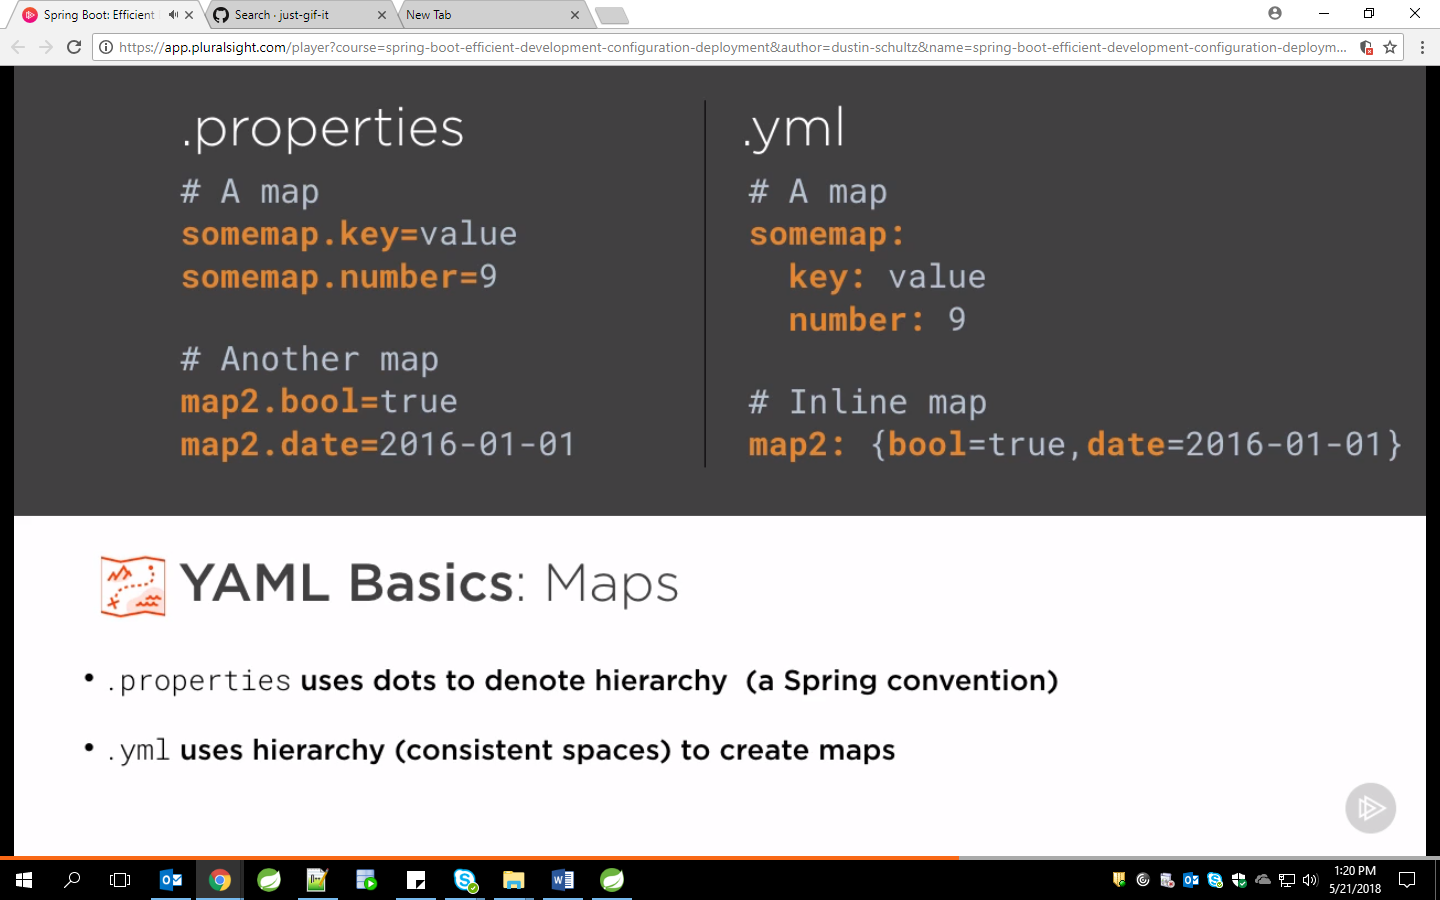 Spring Boot: Efficient
Search · just-gif-it
New Tab
https://app.pluralsight.com/player?course=spring-boot-efficient-development-configuration-deployment&author=dustin-schultz&name=spring-boot-efficient-development-configuration-deploym...
.properties
# A map
somemap.key=value
somemap.number=9
# Another map
map2.bool=true
map2.date=2016-01-01
.yml
# A map
somemap:
key: value
number: 9
# Inline map
map2: {bool=true,date=2016-01-01}
YAML Basics: Maps
• .properties uses dots to denote hierarchy (a Spring convention)
• .yml uses hierarchy (consistent spaces) to create maps
1:20 PM
5/21/2018